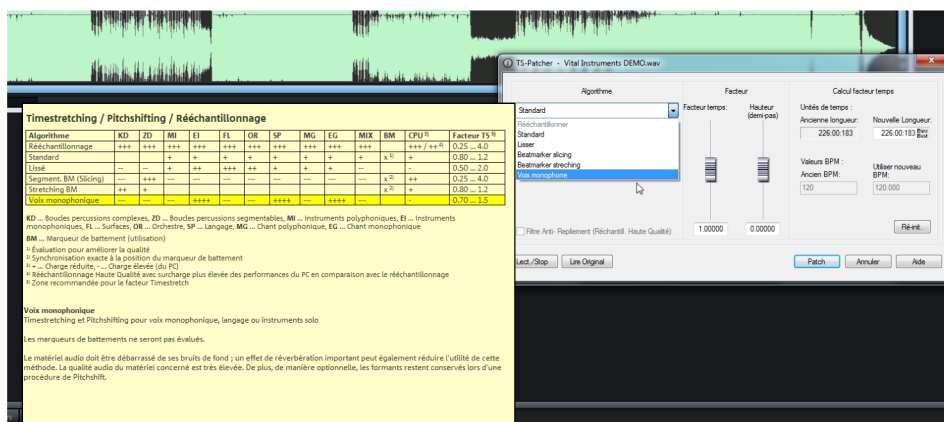 TS-Patcher - Vital Instruments DEMO.wav
Algorithme
Facteur
Calcul facteur temps
Standard
Facteur temps:
Hauteur
(demi-pas)
Unités de temps :
Ancienne longueur:
Nouvelle Longueur:
226:00:183
226:00:183
Rééchantillonner
Standard
Lisser
Beatmarker slicing
Beatmarker streching
Voix monophone
Valeurs BPM :
Ancien BPM:
Utiliser nouveau
BPM:
120
120.000
Filtre Anti- Repliement (Réchantill. Haute Qualité)
1.00000
0.00000
Ré-init.
Lect./Stop
Lire Original
Patch
Annuler
Aide
Timestretching / Pitchshifting / Rééchantillonnage
Algorithme KD ZD MI EI FL OR SP MG EG MIX BM CPU 3) Facteur TS 5)
Rééchantillonnage +++ +++ +++ +++ +++ +++ +++ +++ +++ +++ +++ / ++ 4) 0.25 ... 4.0
Standard + + + + + + + + x 1) + 0.80 ... 1.2
Lissé -- -- + ++ +++ ++ + + + -- -- 0.50 ... 2.0
Segment. BM (Slicing) --- +++ --- --- --- --- --- --- --- --- x 2) ++ 0.25 ... 4.0
Stretching BM ++ + x 2) + 0.80 ... 1.2
Voix monophonique --- --- --- ++++ --- --- ++++ --- ++++ --- --- 0.70 ... 1.5
KD ... Boucles percussions complexes, ZD ... Boucles percussions segmentables, MI ... Instruments polyphoniques, EI ... Instruments
monophoniques, FL ... Surfaces, OR ... Orchestre, SP ... Langage, MG ... Chant polyphonique, EG ... Chant monophonique
BM ... Marqueur de battement (utilisation)
1) Évaluation pour améliorer la qualité
2) Synchronisation exacte à la position du marqueur de battement
3) + ... Charge réduite, - ... Charge élevée (du PC)
4) Rééchantillonnage Haute Qualité avec surcharge plus élevée des performances du PC en comparaison avec le rééchantillonnage
5) Zone recommandée pour le facteur Timestretch
Voix monophonique
Timestretching et Pitchshifting pour voix monophonique, langage ou instruments solo
Les marqueurs de battements ne seront pas évalués.
Le matériel audio doit être débarrassé de ses bruits de fond ; un effet de réverbération important peut également réduire l'utilité de cette
méthode. La qualité audio du matériel concerné est très élevée. De plus, de manière optionnelle, les formants restent conservés lors d'une
procédure de Pitchshift.